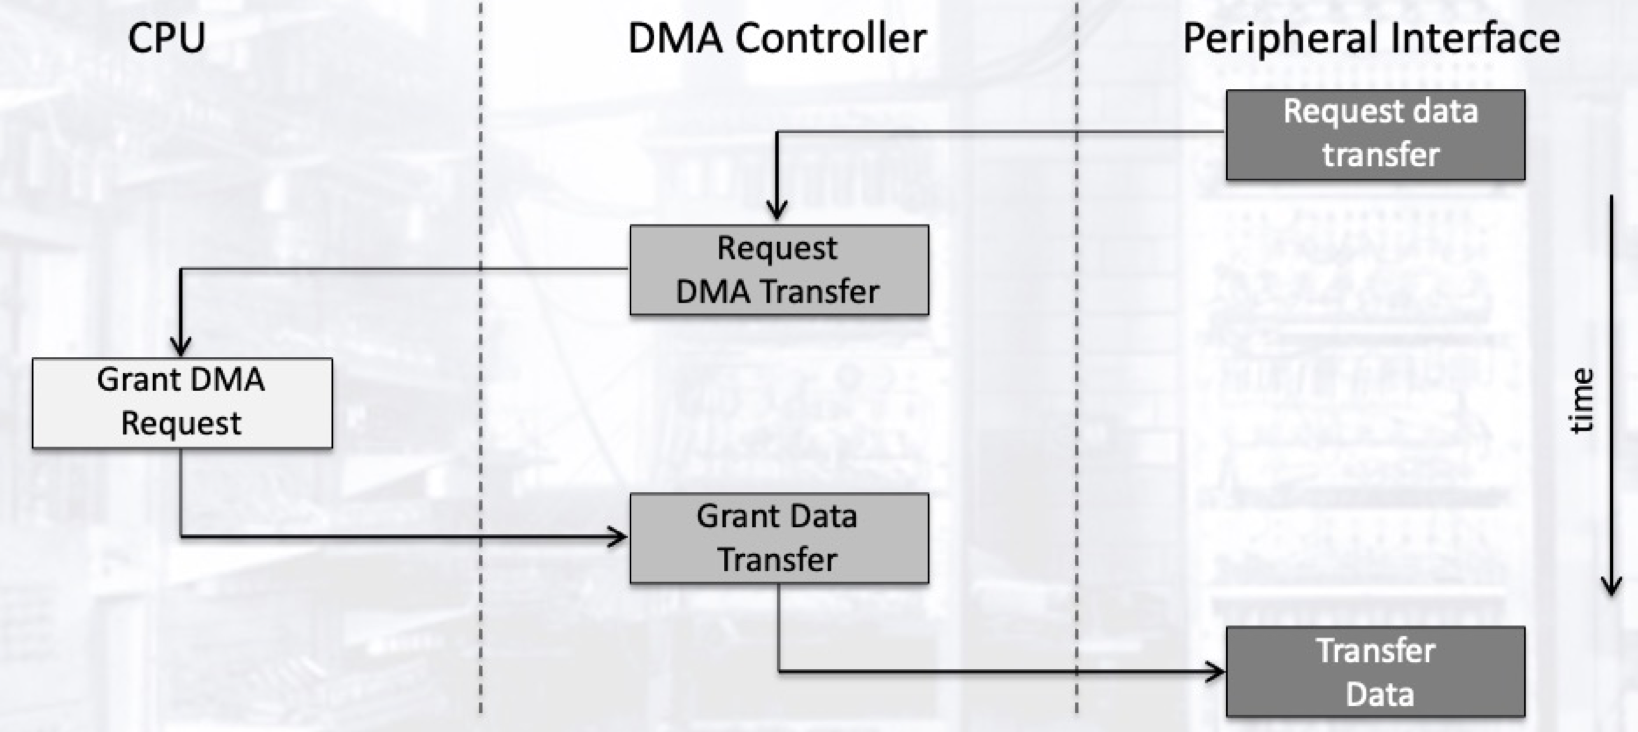 CPU
DMA Controller
Peripheral Interface
Request data
transfer
Request
DMA Transfer
Grant DMA
Request
time
Grant Data
Transfer
Transfer
Data